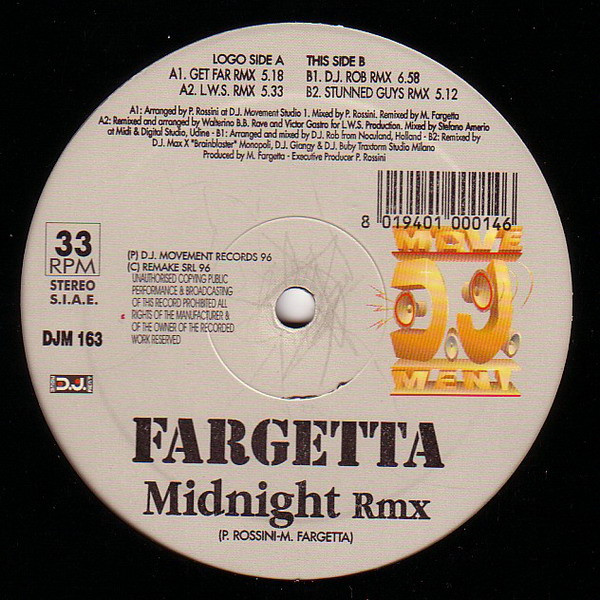 LOGO SIDE A
A1. GET FAR RMX 5.18
A2. L.W.S. RMX 5.33
THIS SIDE B
B1. D.J. ROB RMX 6.58
B2. STUNNED GUYS RMX 5.12
A1: Arranged by P. Rossini at D.J. Movement Studio 1. Mixed by P. Rossini. Remixed by M. Fargetta
A2: Remixed and arranged by Walterino B.B. Rave and Victor Gastro for L.W.S. Production. Mixed by Stefano Amerio
at Midi & Digital Studio, Udine - B1: Arranged and mixed by D.J. Rob from Noculand, Holland - B2: Remixed by
D.J. Max X "Brainblaster" Monopoli, D.J. Giangy & D.J. Buby Traxtorm Studio Milano
Produced by M. Fargetta - Executive Producer P. Rossini
8 019401 000146
33
RPM
STEREO
S.I.A.E.
DJM 163
D.J.
(P) D.J. MOVEMENT RECORDS 96
(C) REMAKE SRL 96
UNAUTHORISED COPYING PUBLIC
PERFORMANCE & BROADCASTING
OF THIS RECORD PROHIBITED ALL
RIGHTS OF THE MANUFACTURER &
OF THE OWNER OF THE RECORDED
WORK RESERVED
MOVE
D.J.
MENT
FARGETTA
Midnight Rmx
(P. ROSSINI-M. FARGETTA)